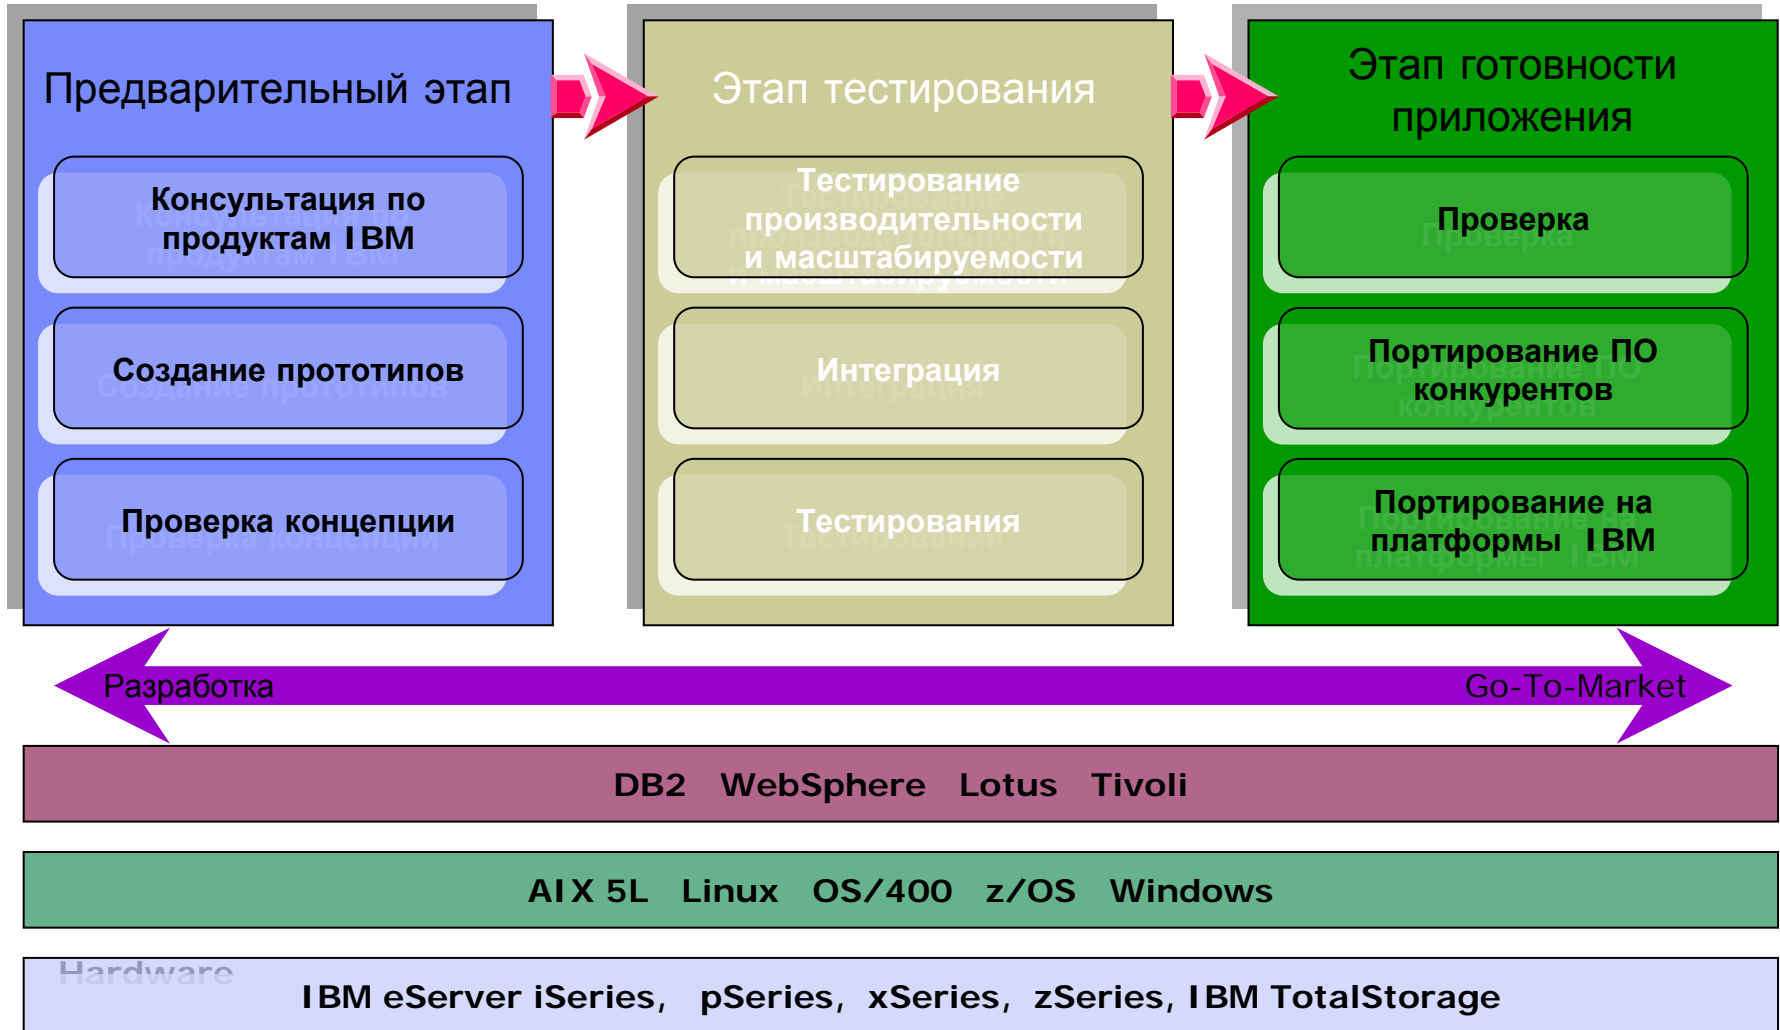 Предварительный этап
Консультация по
продуктам IBM
Создание прототипов
Проверка концепции
Этап тестирования
Тестирование
производительности
и масштабируемости
Интеграция
Тестирования
Этап готовности
приложения
Проверка
Портирование ПО
конкурентов
Портирование на
платформы IBM
Разработка
Go-To-Market
DB2 WebSphere Lotus Tivoli
AIX 5L Linux OS/400 z/OS Windows
Hardware
IBM eServer iSeries, pSeries, xSeries, zSeries, IBM TotalStorage